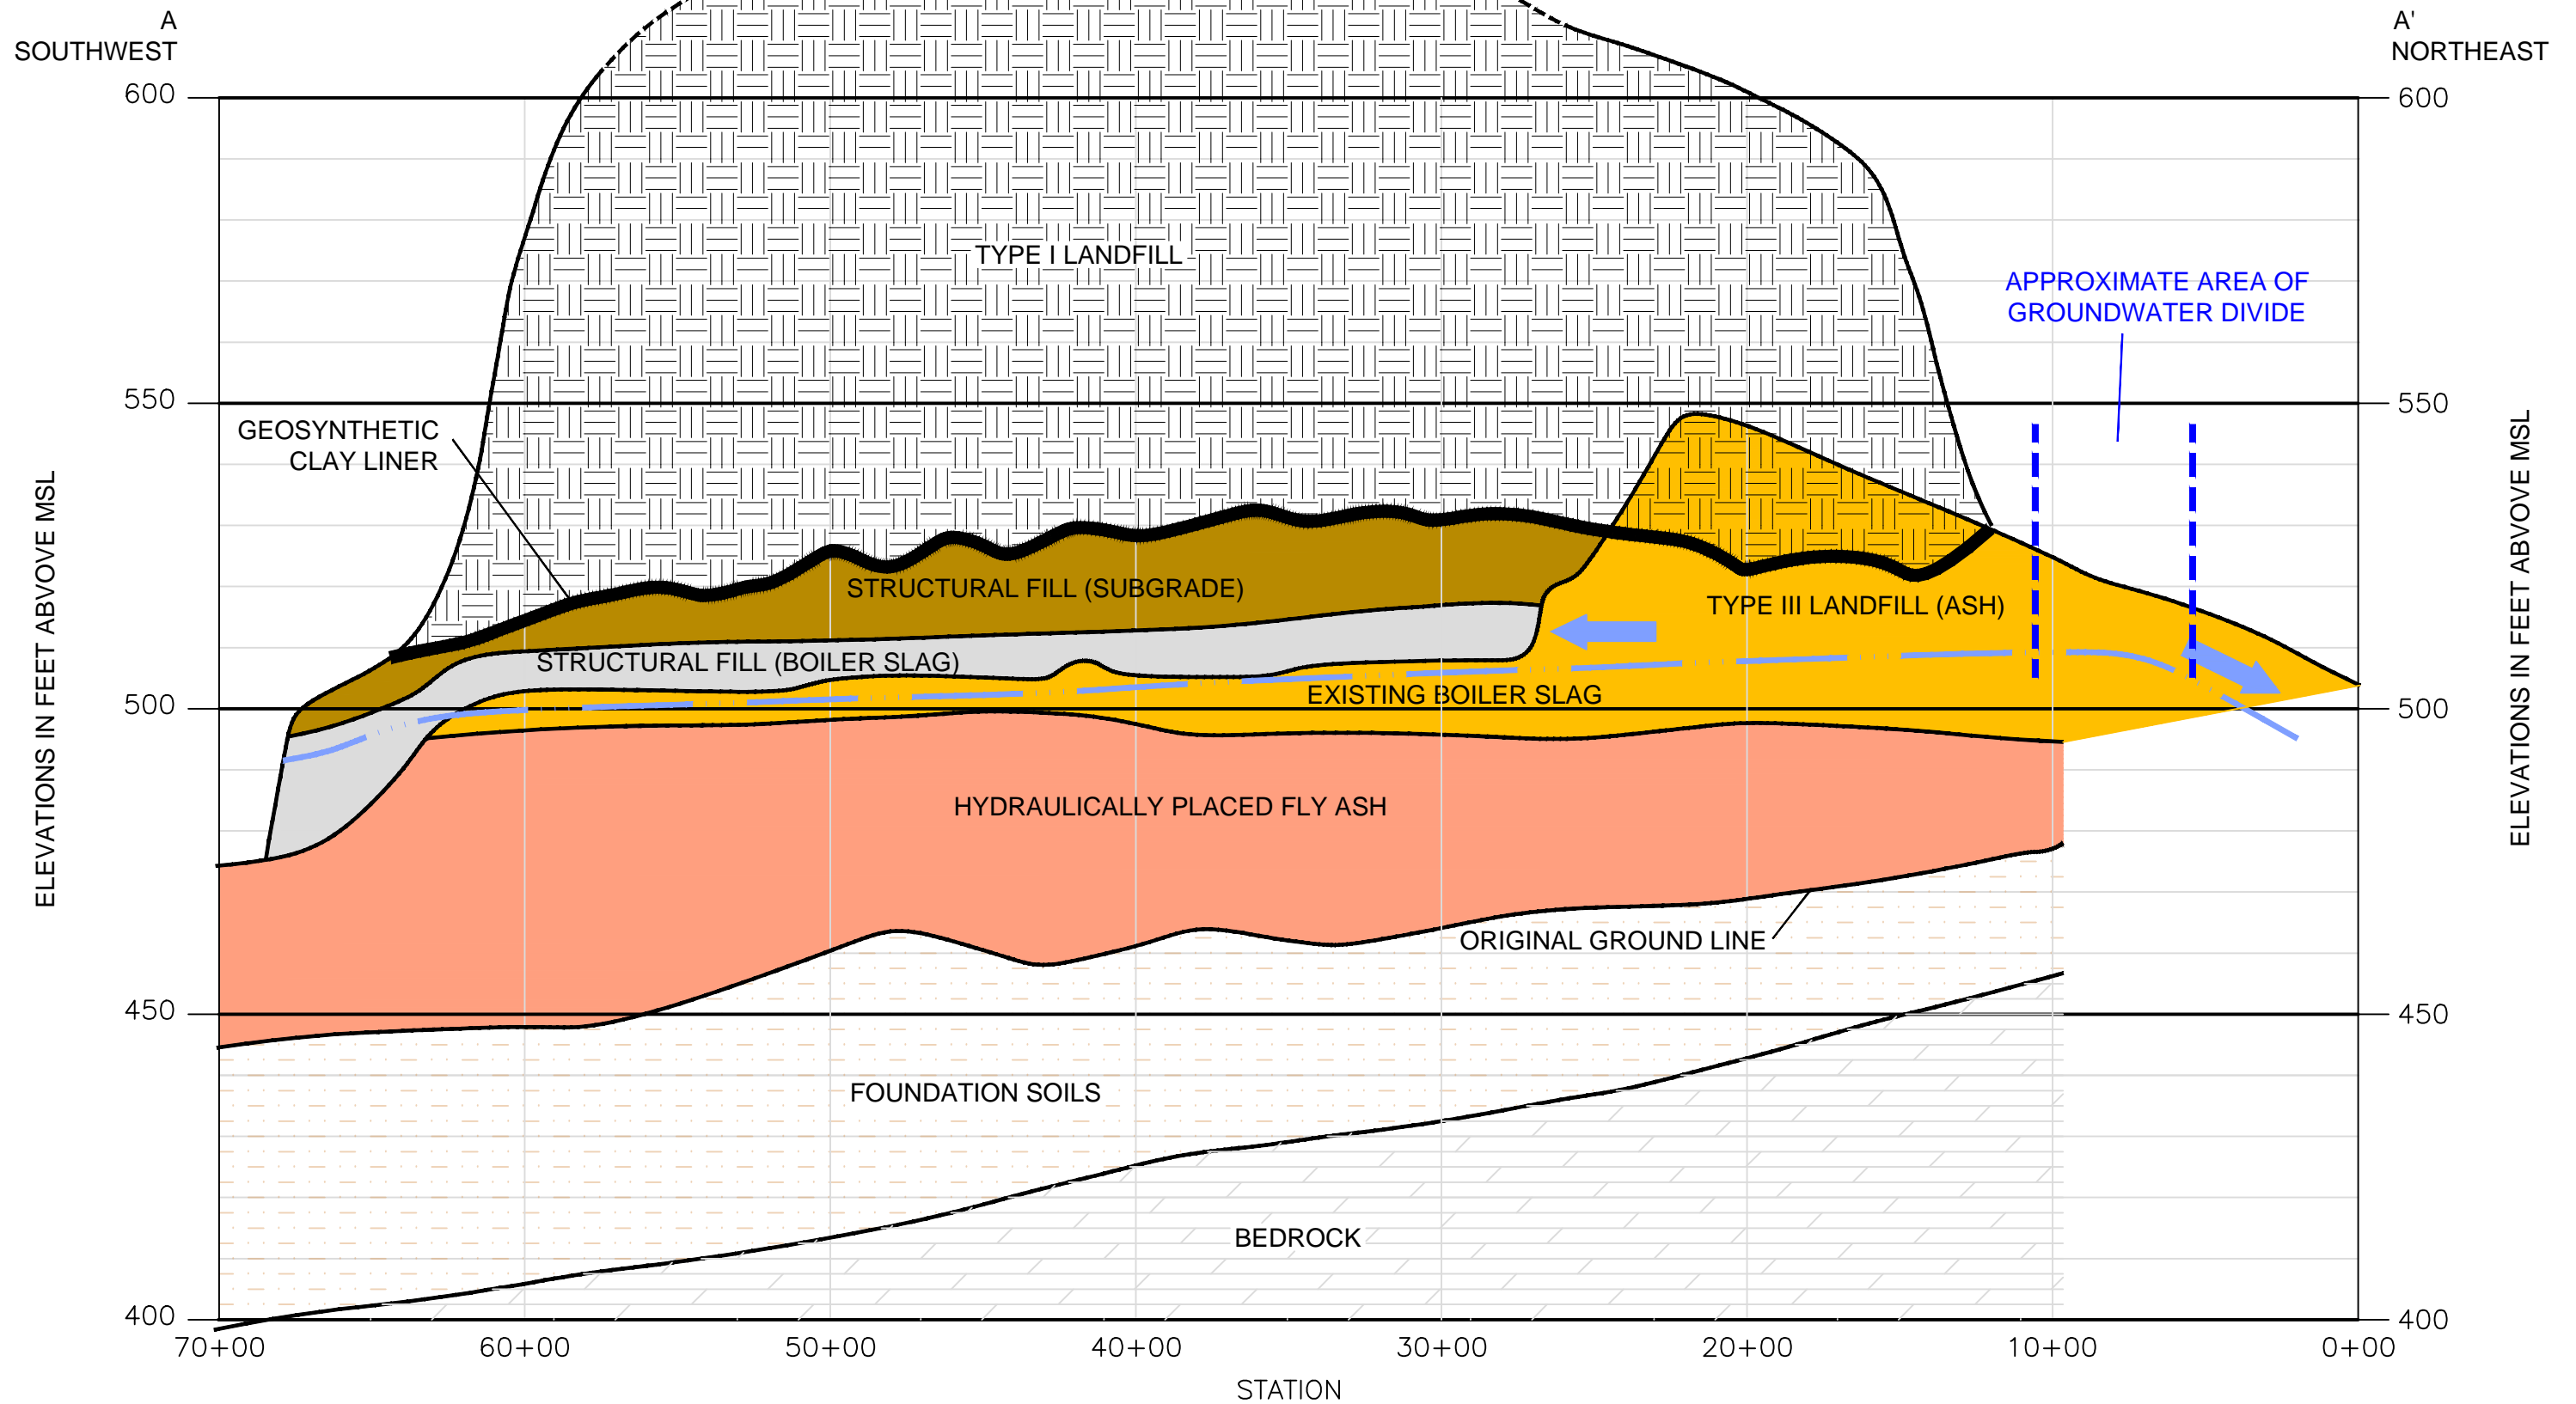 A
SOUTHWEST
A'
NORTHEAST
600
600
TYPE I LANDFILL
APPROXIMATE AREA OF
GROUNDWATER DIVIDE
550
550
GEOSYNTHETIC
CLAY LINER
ELEVATIONS IN FEET ABVOVE MSL
ELEVATIONS IN FEET ABVOVE MSL
STRUCTURAL FILL (SUBGRADE)
TYPE III LANDFILL (ASH)
STRUCTURAL FILL (BOILER SLAG)
EXISTING BOILER SLAG
500
500
HYDRAULICALLY PLACED FLY ASH
ORIGINAL GROUND LINE
450
450
FOUNDATION SOILS
BEDROCK
400
400
70+00
60+00
50+00
40+00
30+00
20+00
10+00
0+00
STATION